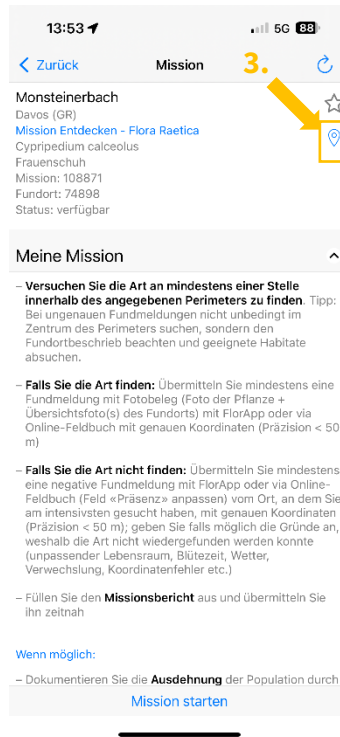 13:53 5G 88
Zurück Mission 3.
Monsteinerbach
Davos (GR)
Mission Entdecken - Flora Raetica
Cypripedium calceolus
Frauenschuh
Mission: 108871
Fundort: 74898
Status: verfügbar
Meine Mission
– Versuchen Sie die Art an mindestens einer Stelle
innerhalb des angegebenen Perimeters zu finden. Tipp:
Bei ungenauen Fundmeldungen nicht unbedingt im
Zentrum des Perimeters suchen, sondern den
Fundortbeschrieb beachten und geeignete Habitate
absuchen.
– Falls Sie die Art finden: Übermitteln Sie mindestens eine
Fundmeldung mit Fotobeleg (Foto der Pflanze +
Übersichtsfoto(s) des Fundorts) mit FlorApp oder via
Online-Feldbuch mit genauen Koordinaten (Präzision < 50
m)
– Falls Sie die Art nicht finden: Übermitteln Sie mindestens
eine negative Fundmeldung mit FlorApp oder via Online-
Feldbuch (Feld «Präsenz» anpassen) vom Ort, an dem Sie
am intensivsten gesucht haben, mit genauen Koordinaten
(Präzision < 50 m); geben Sie falls möglich die Gründe an,
weshalb die Art nicht wiedergefunden werden konnte
(unpassender Lebensraum, Blütezeit, Wetter,
Verwechslung, Koordinatenfehler etc.)
– Füllen Sie den Missionsbericht aus und übermitteln Sie
ihn zeitnah
Wenn möglich:
– Dokumentieren Sie die Ausdehnung der Population durch
Mission starten